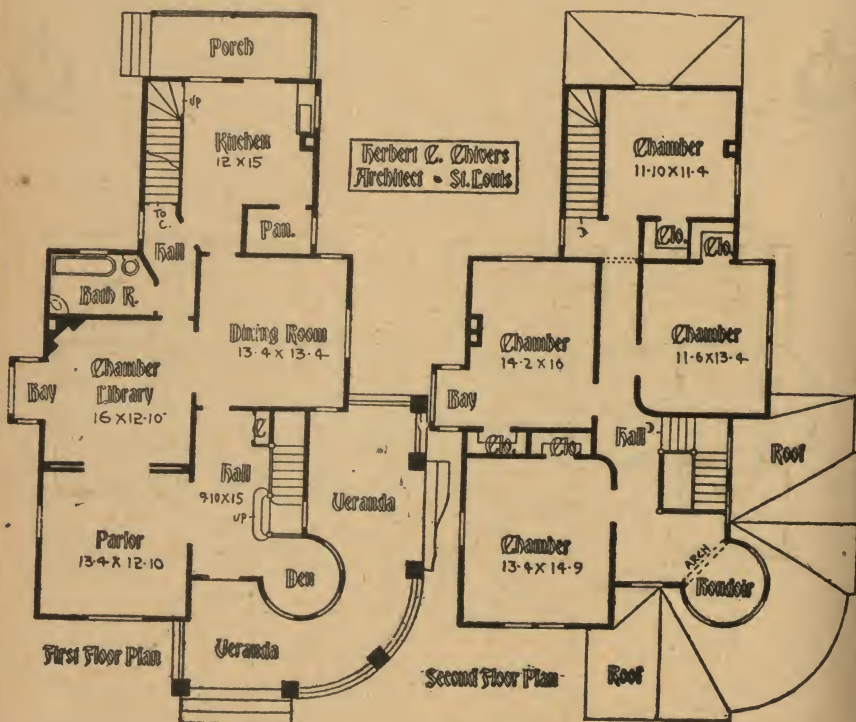 Porch
UP
Kitchen
12 X 15
Herbert C. Chivers
Architect • St. Louis
To
C.
Hall
Pan.
Bath R.
Dining Room
13·4 X 13·4
Chamber
Library
16 X 12·10
Bay
C
Hall
9·10 X 15
UP
Veranda
Parlor
13·4 X 12·10
Den
Veranda
First Floor Plan
Chamber
11·10 X 11·4
D
Clo.
Clo.
Chamber
14·2 X 16
Chamber
11·6 X 13·4
Bay
Clo.
Clo.
Hall
D
Roof
Chamber
13·4 X 14·9
ARCH
Boudoir
Roof
Second Floor Plan